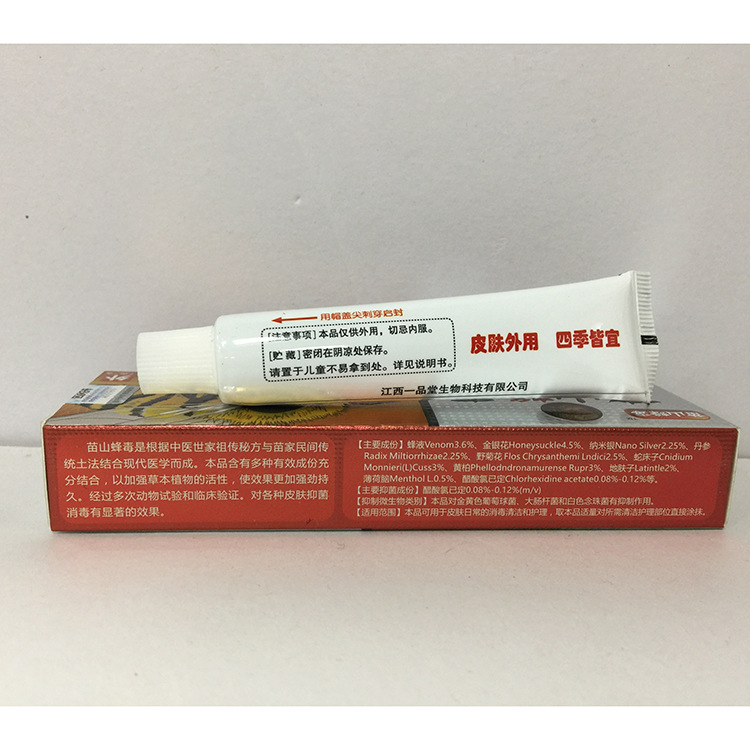 用帽盖尖刺穿启封
[注意事项] 本品仅供外用，切忌内服。
[贮 藏] 密闭在阴凉处保存。
请置于儿童不易拿到处。详见说明书。
皮肤外用 四季皆宜
江西一品堂生物科技有限公司
苗山蜂毒是根据中医世家祖传秘方与苗家民间传
统土法结合现代医学而成。本品含有多种有效成份充
分结合，以加强草本植物的活性，使效果更加强劲持
久。经过多次动物试验和临床验证。对各种皮肤抑菌
消毒有显著的效果。
【主要成份】蜂液Venom3.6%、金银花Honeysuckle4.5%、纳米银Nano Silver2.25%、丹参
Radix Miltiorrhizae2.25%、野菊花 Flos Chrysanthemi Lndici2.5%、蛇床子Cnidium
Monnieri(L)Cuss3%、黄柏Phellodndronamurense Rupr3%、地肤子Latintle2%、
薄荷脑Menthol L.0.5%、醋酸氯已定Chlorhexidine acetate0.08%-0.12%等。
【主要抑菌成份】醋酸氯已定0.08%-0.12%(m/v)
【抑制微生物类别】本品对金黄色葡萄球菌、大肠杆菌和白色念珠菌有抑制作用。
【适用范围】本品可用于皮肤日常的消毒清洁和护理，取本品适量对所需清洁护理部位直接涂抹。